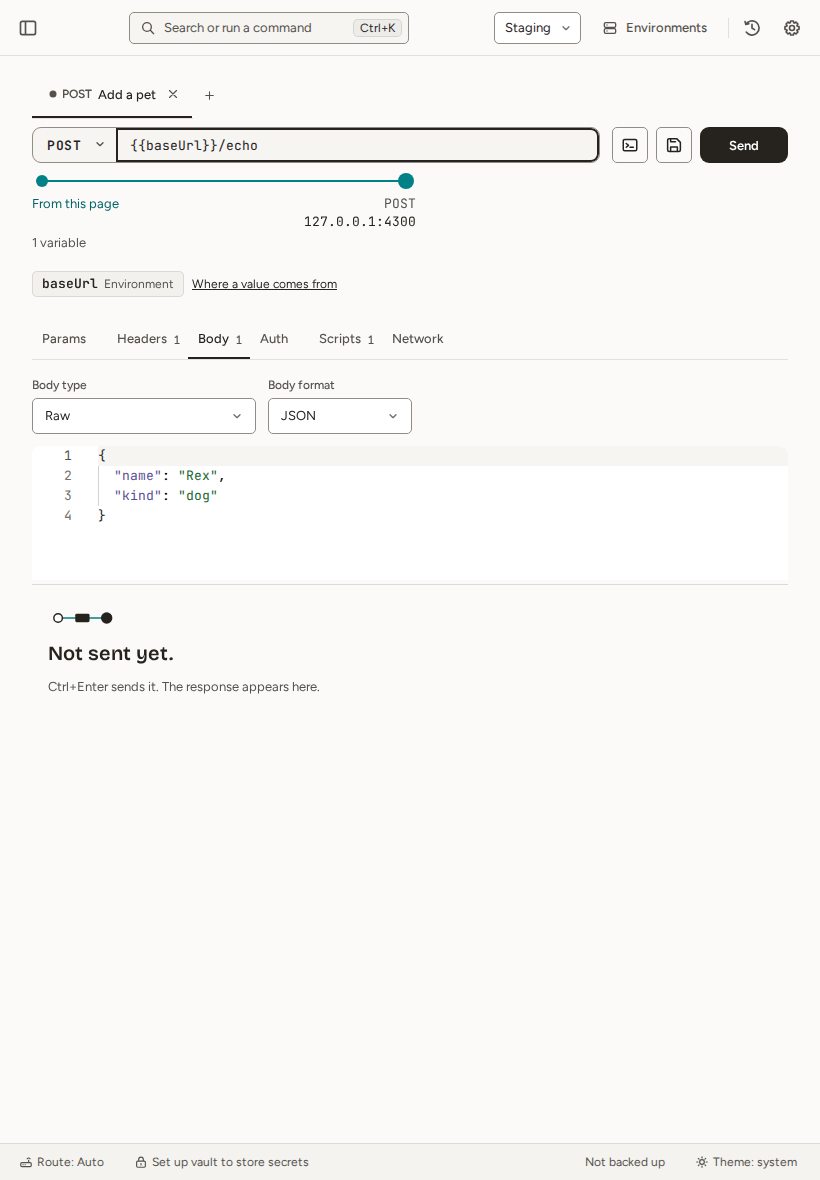 Search or run a command Ctrl+K Staging Environments
POST Add a pet
POST {{baseUrl}}/echo Send
From this page POST
127.0.0.1:4300
1 variable
baseUrl Environment Where a value comes from
Params Headers 1 Body 1 Auth Scripts 1 Network
Body type Body format
Raw JSON
1 {
2 "name": "Rex",
3 "kind": "dog"
4 }
Not sent yet.
Ctrl+Enter sends it. The response appears here.
Route: Auto Set up vault to store secrets Not backed up Theme: system